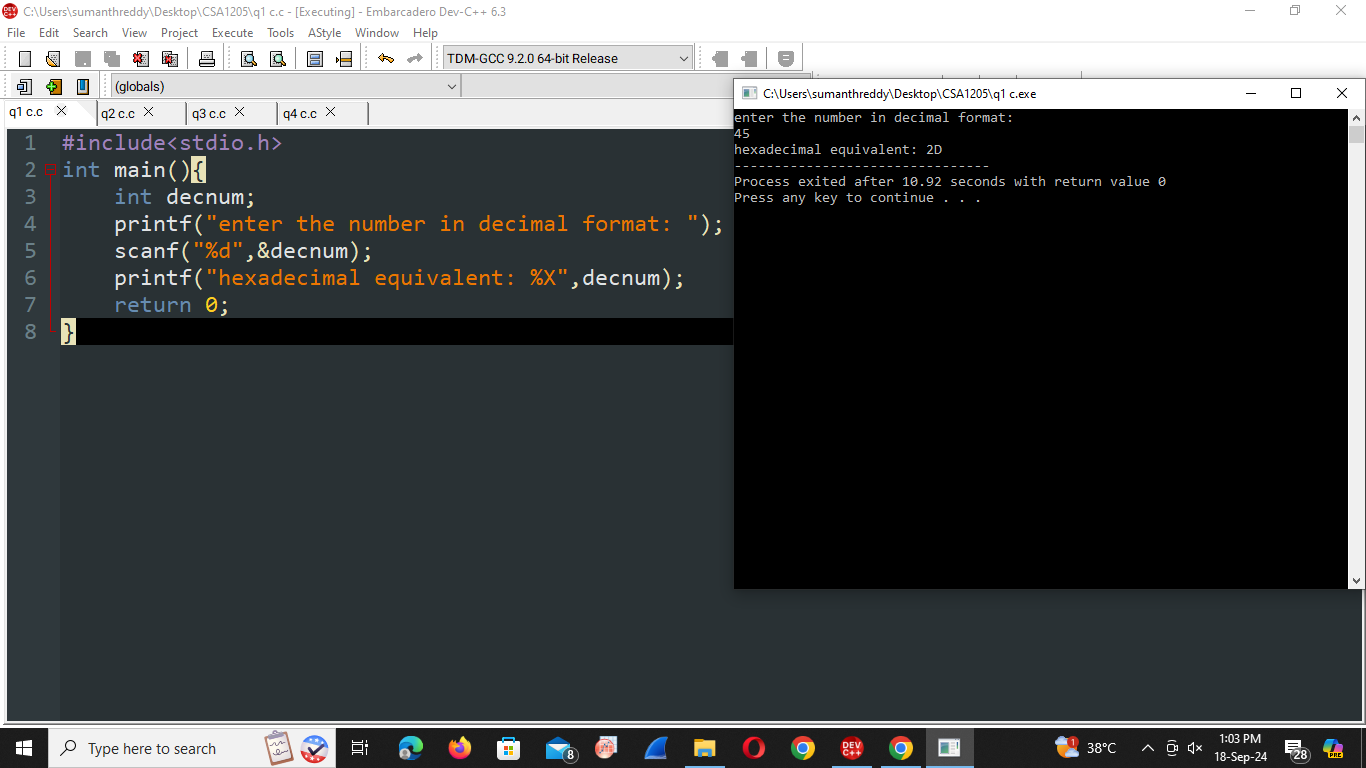 C:\Users\sumanthreddy\Desktop\CSA1205\q1 c.c - [Executing] - Embarcadero Dev-C++ 6.3
File Edit Search View Project Execute Tools AStyle Window Help
TDM-GCC 9.2.0 64-bit Release
(globals)
q1 c.c q2 c.c q3 c.c q4 c.c
1 #include<stdio.h>
2 int main(){
3 int decnum;
4 printf("enter the number in decimal format: ");
5 scanf("%d",&decnum);
6 printf("hexadecimal equivalent: %X",decnum);
7 return 0;
8 }
C:\Users\sumanthreddy\Desktop\CSA1205\q1 c.exe
enter the number in decimal format:
45
hexadecimal equivalent: 2D
--------------------------------
Process exited after 10.92 seconds with return value 0
Press any key to continue . . .
Type here to search
8
DEV C++
1
38°C
1:03 PM
18-Sep-24
28
PRE